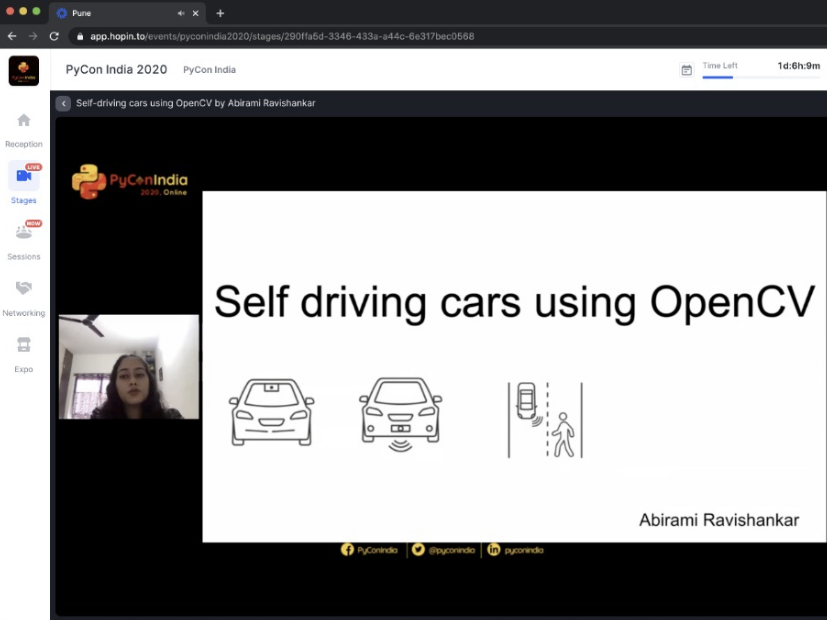 Pune
app.hopin.to/events/pyconindia2020/stages/290ffa5d-3346-433a-a44c-6e317bec0568
PyCon India 2020 PyCon India
Time Left 1d:6h:9m
Self-driving cars using OpenCV by Abirami Ravishankar
Reception
LIVE
Stages
NOW
Sessions
Networking
Expo
PyConIndia
2020. Online
Self driving cars using OpenCV
Abirami Ravishankar
PyConindia @pyconindia pyconindia